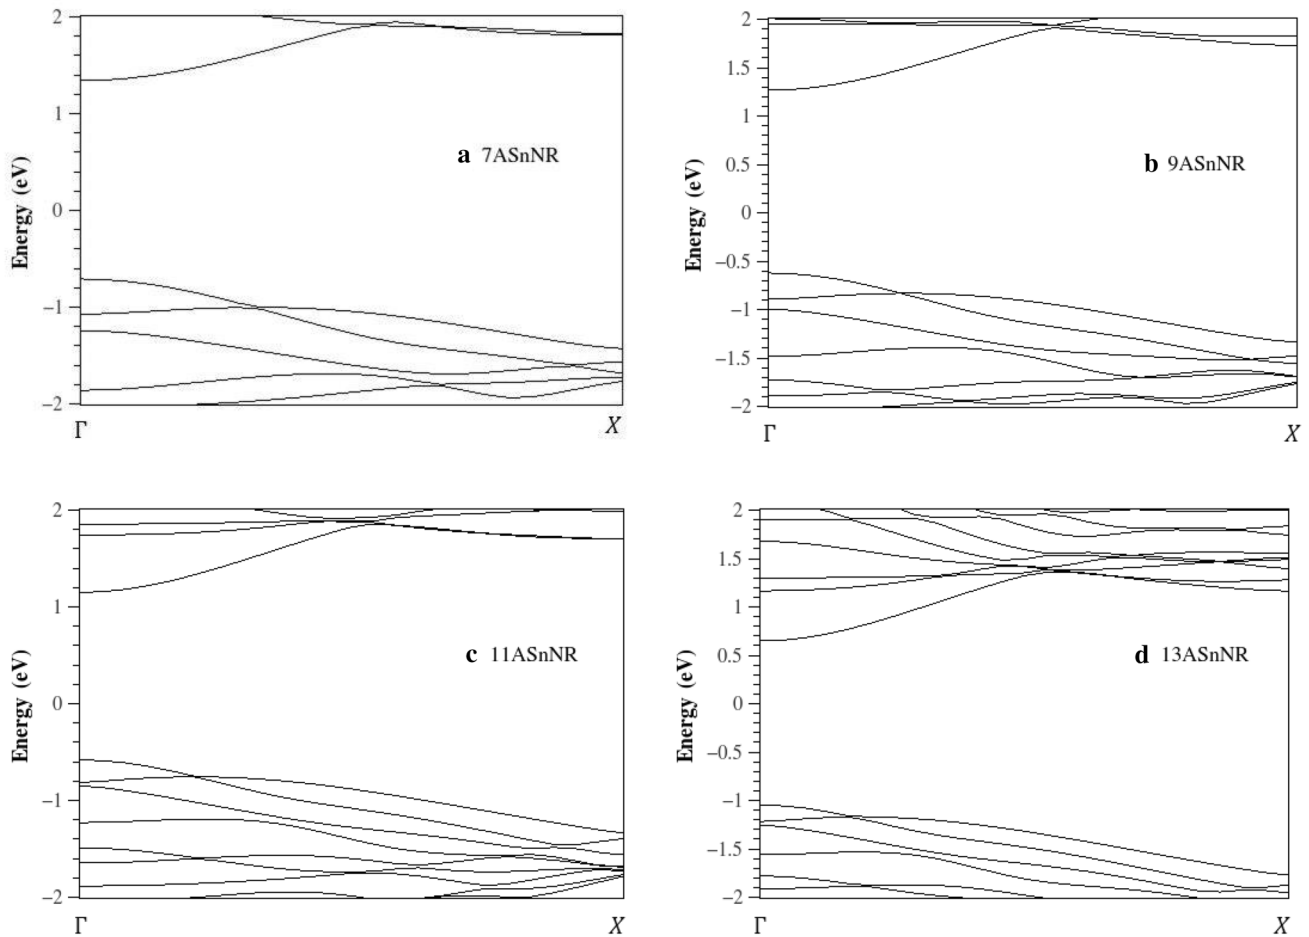 2
1
0
−1
−2
Energy (eV)
a 7ASnNR
Γ
X
2
1.5
1
0.5
0
−0.5
−1
−1.5
−2
Energy (eV)
b 9ASnNR
Γ
X
2
1
0
−1
−2
Energy (eV)
c 11ASnNR
Γ
X
2
1.5
1
0.5
0
−0.5
−1
−1.5
−2
Energy (eV)
d 13ASnNR
Γ
X